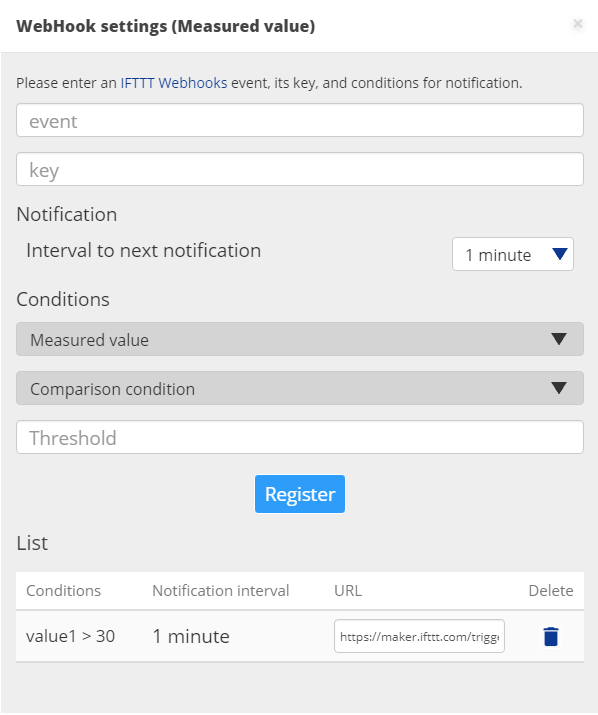 WebHook settings (Measured value)
×
Please enter an IFTTT Webhooks event, its key, and conditions for notification.
event
key
Notification
Interval to next notification
1 minute
Conditions
Measured value
Comparison condition
Threshold
Register
List
Conditions Notification interval URL Delete
value1 > 30 1 minute https://maker.ifttt.com/trigge